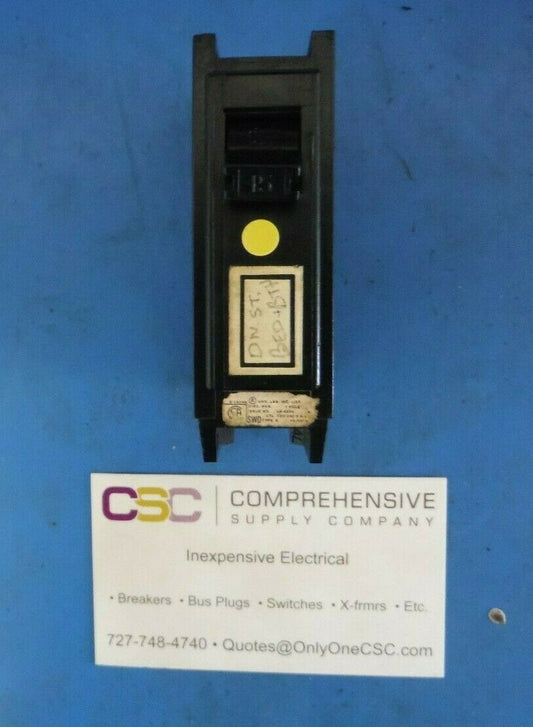 15
DN. ST.
BED + BTH
SWD
CSC
COMPREHENSIVE
SUPPLY COMPANY
Inexpensive Electrical
• Breakers • Bus Plugs • Switches • X-frmrs • Etc.
727-748-4740 • Quotes@OnlyOneCSC.com